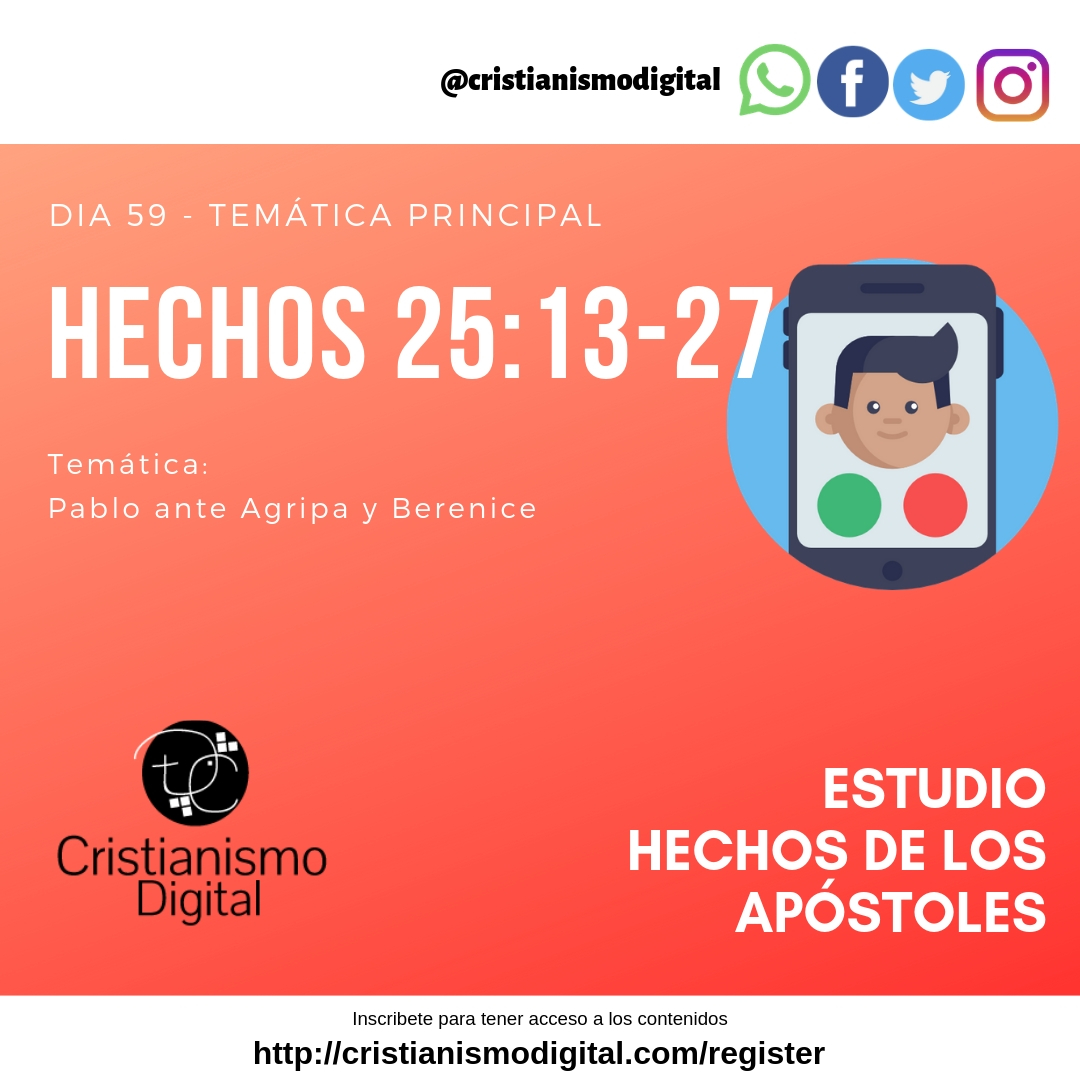 @cristianismodigital
DIA 59 - TEMÁTICA PRINCIPAL
HECHOS 25:13-27
Temática:
Pablo ante Agripa y Berenice
Cristianismo
Digital
ESTUDIO
HECHOS DE LOS
APÓSTOLES
Inscribete para tener acceso a los contenidos
http://cristianismodigital.com/register